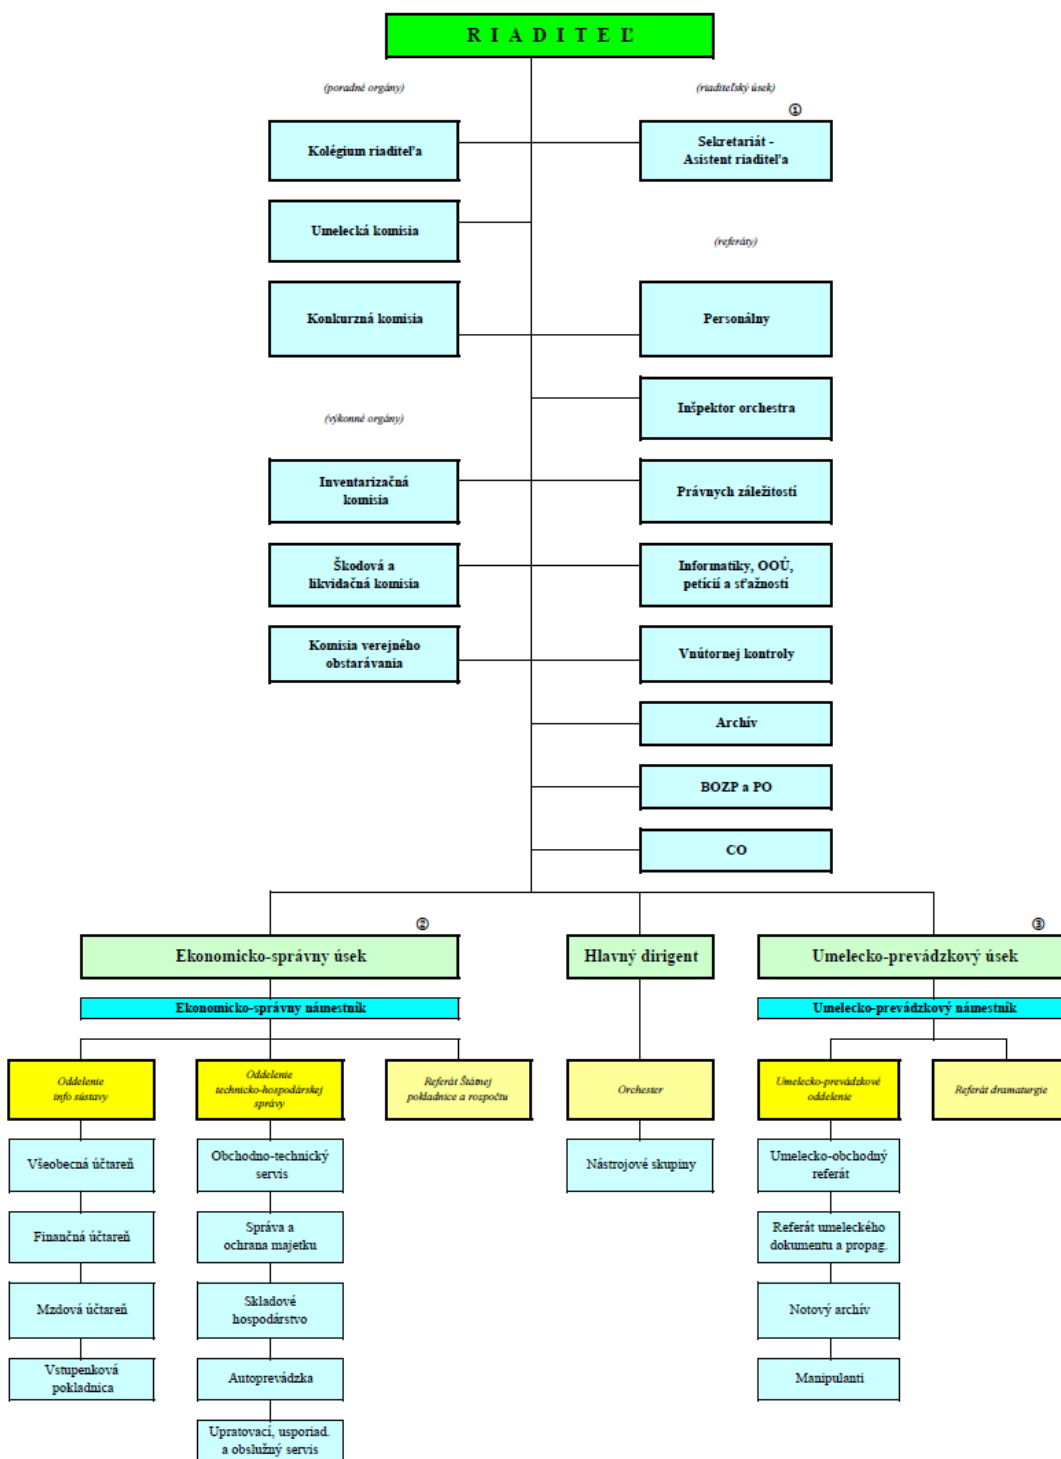 R I A D I T E Ľ
(poradné orgány)
(riaditeľský úsek)
①
Kolégium riaditeľa
Sekretariát -
Asistent riaditeľa
Umelecká komisia
(referáty)
Konkurzná komisia
Personálny
Inšpektor orchestra
(výkonné orgány)
Inventarizačná
komisia
Právnych záležitostí
Škodová a
likvidačná komisia
Informatiky, OOÚ,
petícií a sťažností
Komisia verejného
obstarávania
Vnútornej kontroly
Archív
BOZP a PO
CO
②
③
Ekonomicko-správny úsek
Hlavný dirigent
Umelecko-prevádzkový úsek
Ekonomicko-správny námestník
Umelecko-prevádzkový námestník
Oddelenie
info sústavy
Oddelenie
technicko-hospodárskej
správy
Referát Štátnej
pokladnice a rozpočtu
Orchester
Umelecko-prevádzkové
oddelenie
Referát dramaturgie
Všeobecná účtareň
Obchodno-technický
servis
Nástrojové skupiny
Umelecko-obchodný
referát
Finančná účtareň
Správa a
ochrana majetku
Referát umeleckého
dokumentu a propag.
Mzdová účtareň
Skladové
hospodárstvo
Notový archív
Vstupenková
pokladnica
Autoprevádzka
Manipulanti
Upratovací, usporiad.
a obslužný servis